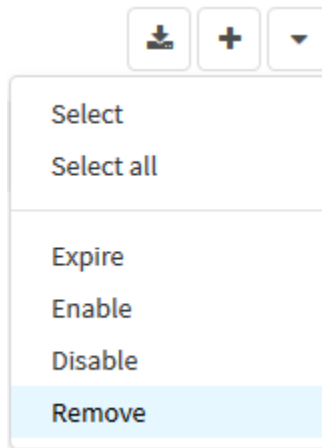 Select
Select all
Expire
Enable
Disable
Remove